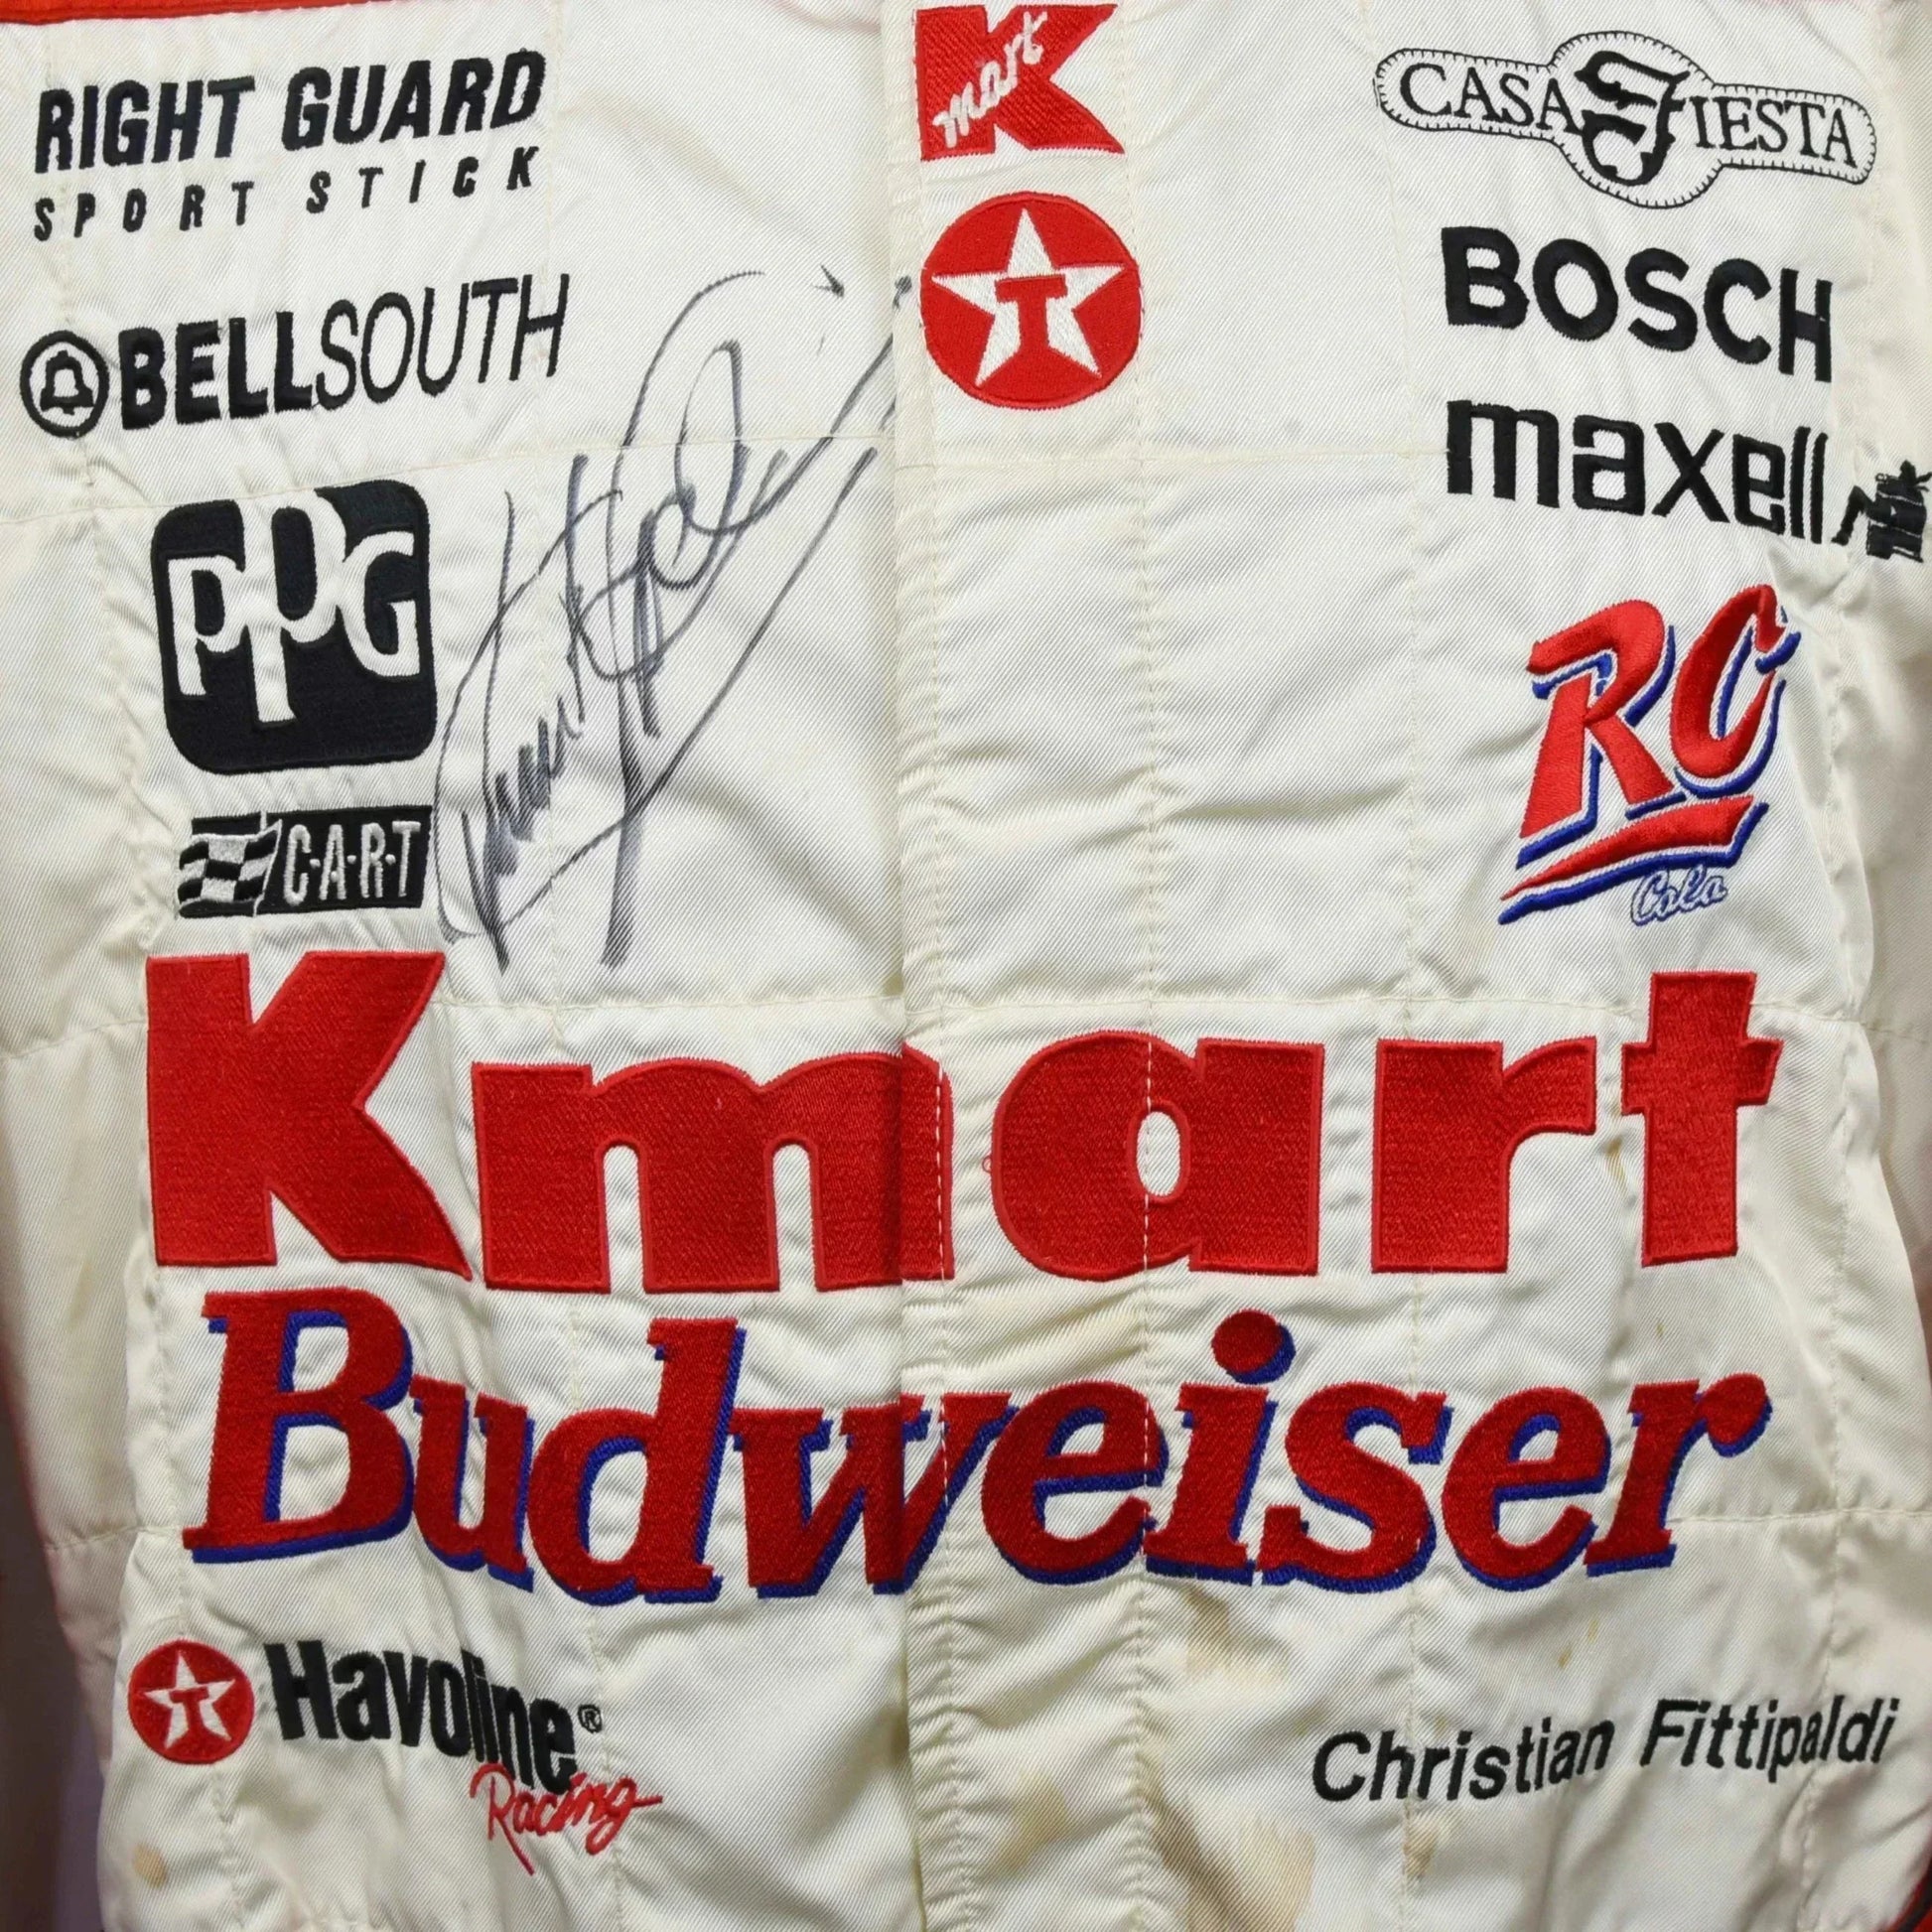 RIGHT GUARD
SPORT STICK
BELLSOUTH
PPG
C·A·R·T
K
mart
T
CASA FIESTA
BOSCH
maxell
RC
Cola
Kmart
Budweiser
T
Havoline®
Racing
Christian Fittipaldi